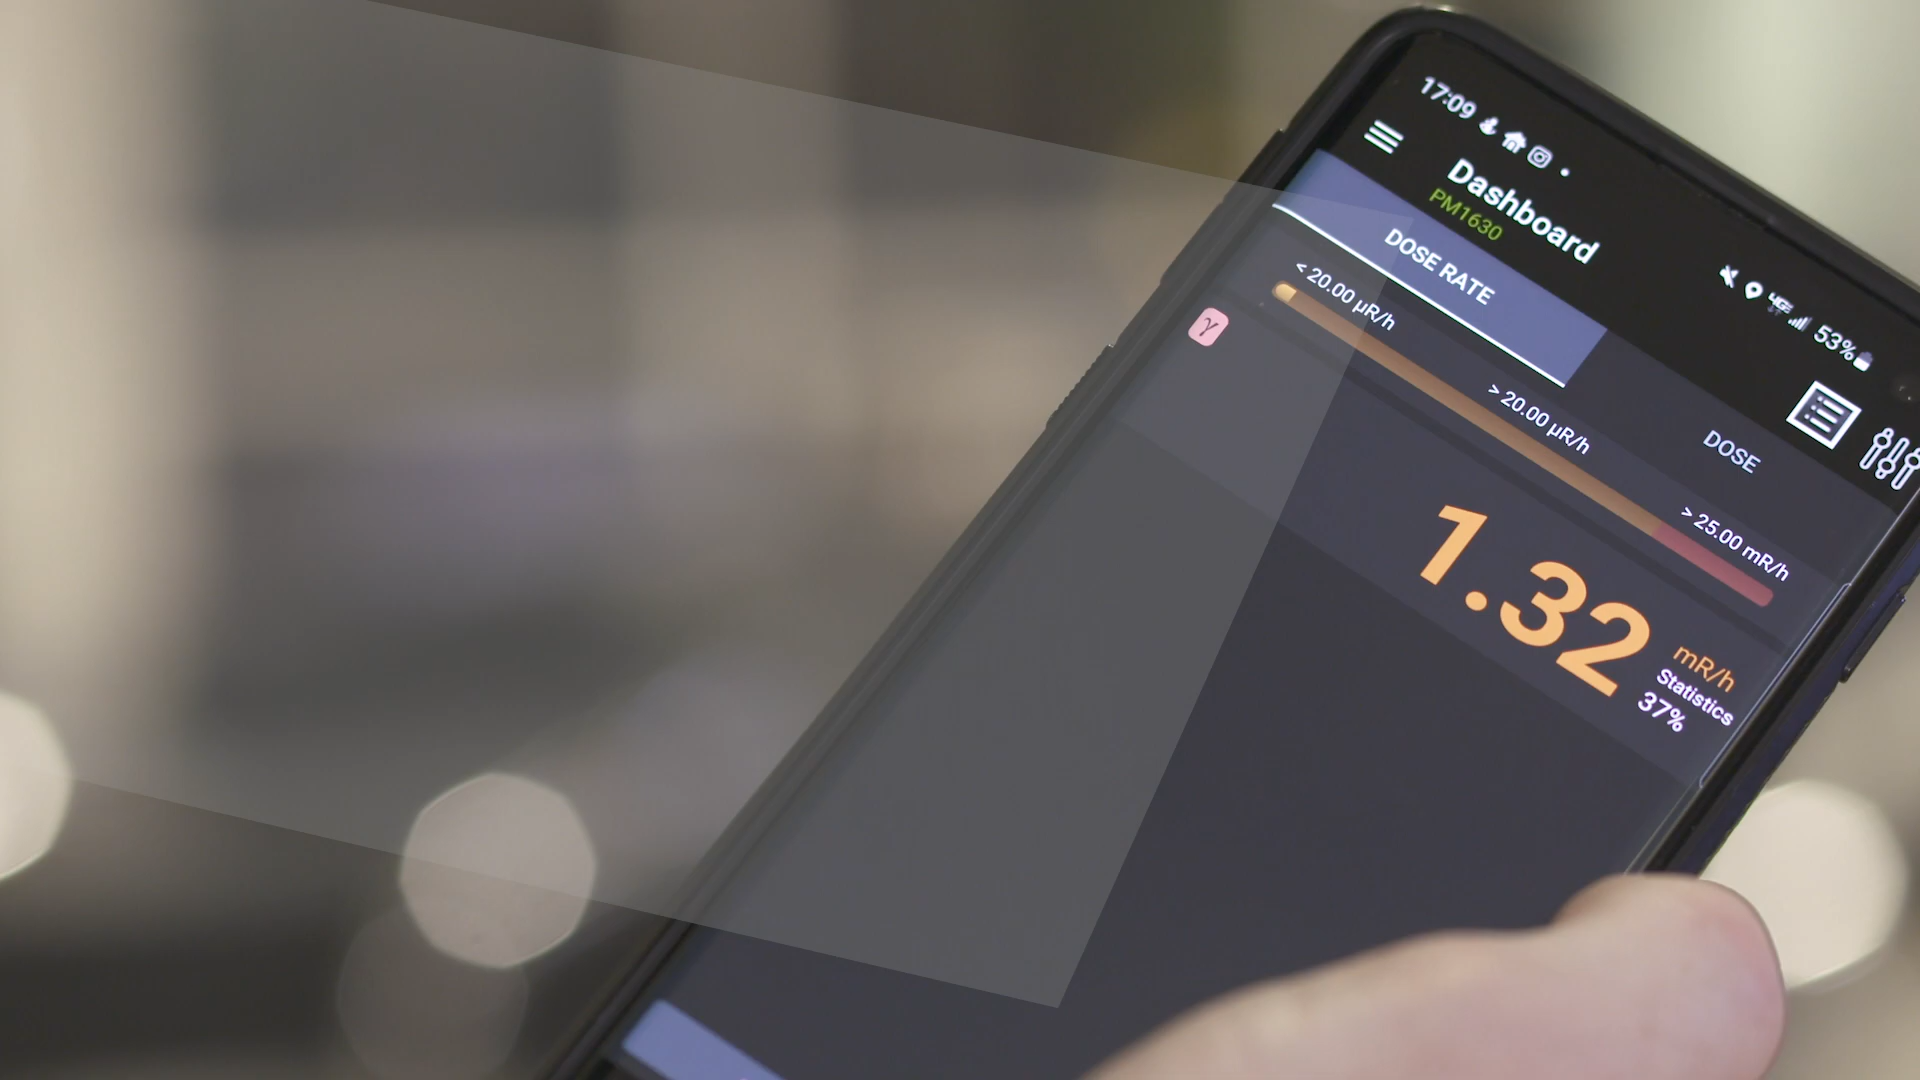 17:09
53%
Dashboard
PM1630
DOSE RATE
DOSE
< 20.00 μR/h
> 20.00 μR/h
> 25.00 mR/h
γ
1.32 mR/h
Statistics
37%